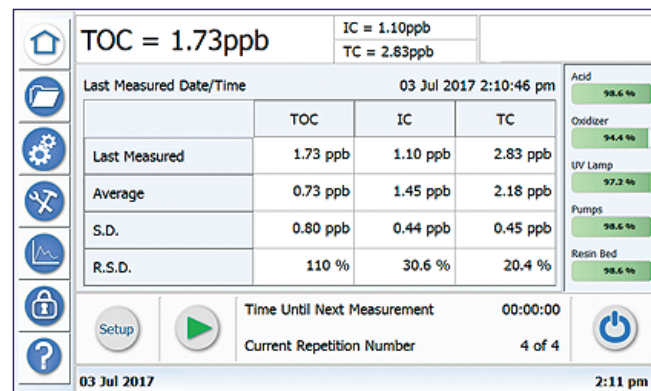 TOC = 1.73ppb
IC = 1.10ppb
TC = 2.83ppb
Last Measured Date/Time 03 Jul 2017 2:10:46 pm
TOC IC TC
Last Measured 1.73 ppb 1.10 ppb 2.83 ppb
Average 0.73 ppb 1.45 ppb 2.18 ppb
S.D. 0.80 ppb 0.44 ppb 0.45 ppb
R.S.D. 110 % 30.6 % 20.4 %
Acid
98.6 %
Oxidizer
94.4 %
UV Lamp
97.2 %
Pumps
98.6 %
Resin Bed
98.6 %
Setup
Time Until Next Measurement 00:00:00
Current Repetition Number 4 of 4
?
03 Jul 2017 2:11 pm